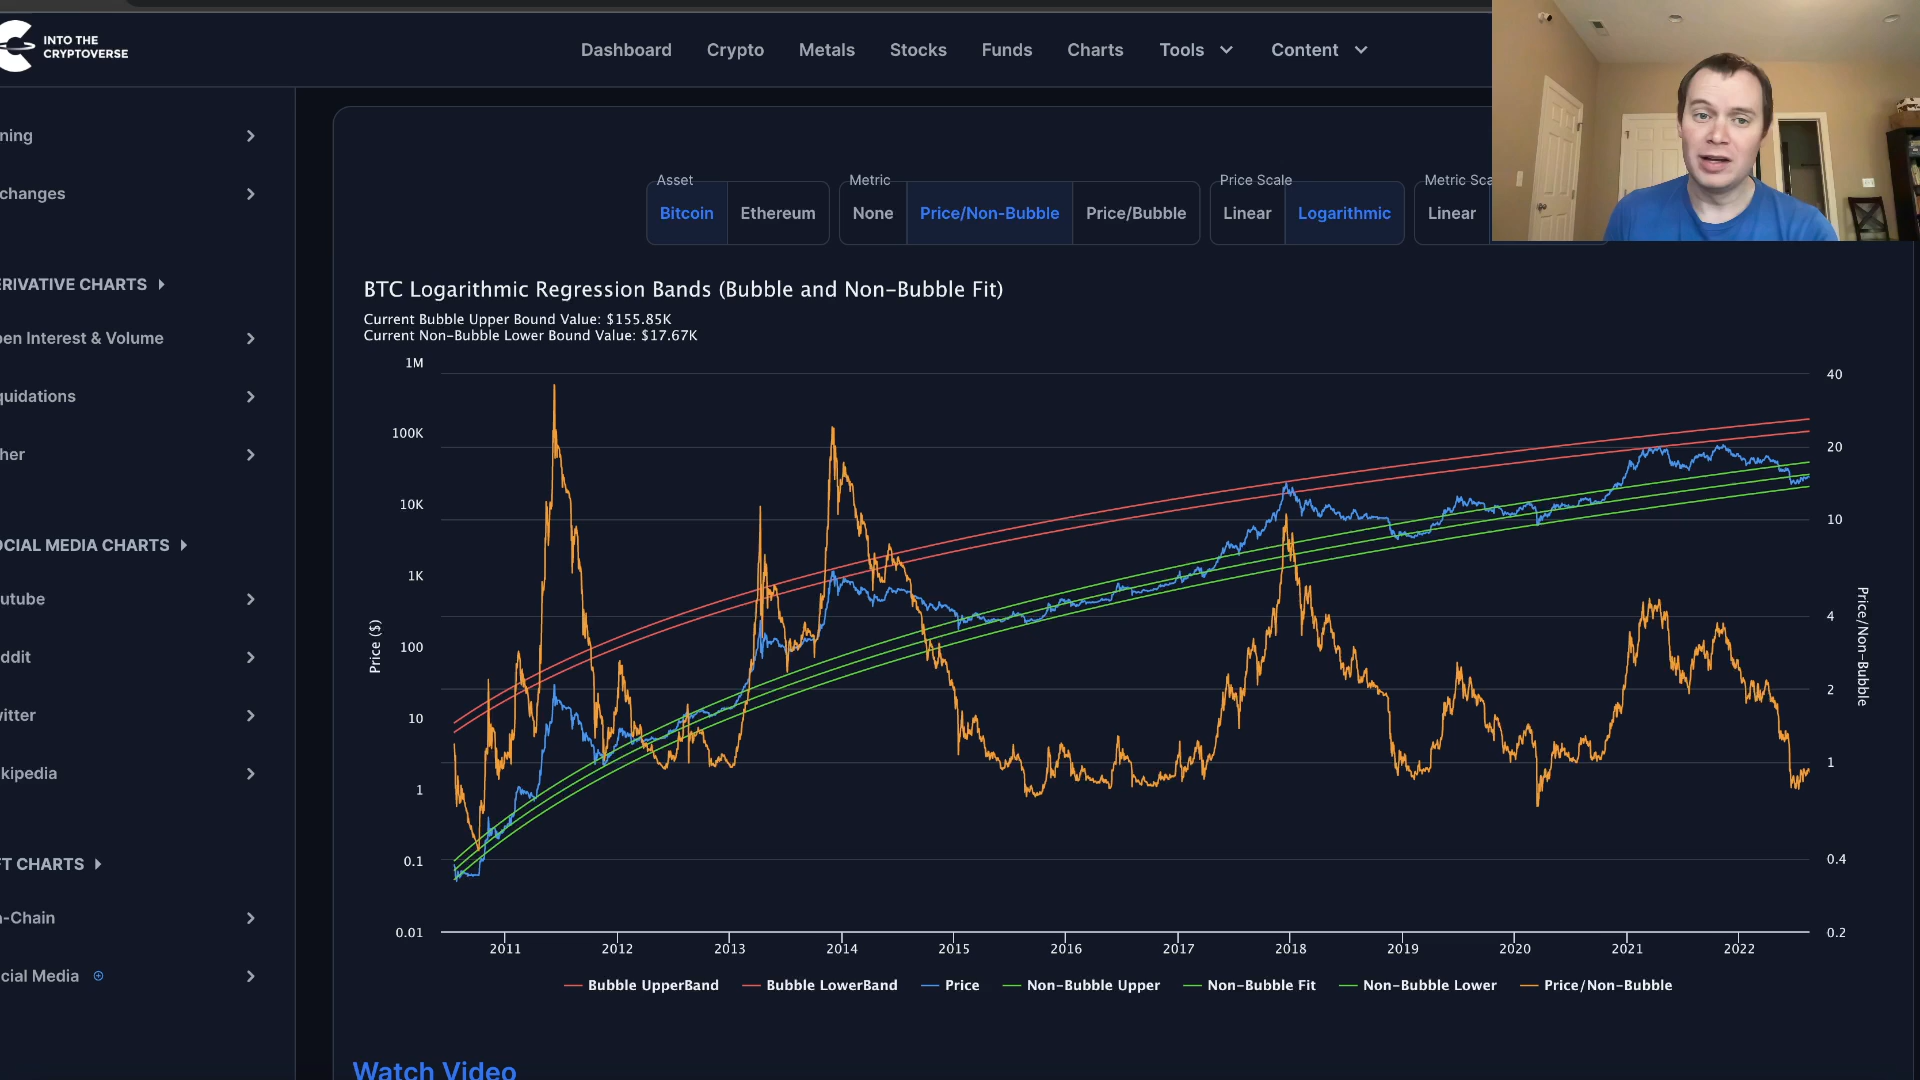 INTO THE
CRYPTOVERSE
Dashboard Crypto Metals Stocks Funds Charts Tools Content
ning
changes
ERIVATIVE CHARTS
pen Interest & Volume
quidations
her
OCIAL MEDIA CHARTS
utube
ddit
witter
kipedia
FT CHARTS
n-Chain
cial Media
Asset Metric Price Scale Metric Sca
Bitcoin Ethereum None Price/Non-Bubble Price/Bubble Linear Logarithmic Linear
BTC Logarithmic Regression Bands (Bubble and Non-Bubble Fit)
Current Bubble Upper Bound Value: $155.85K
Current Non-Bubble Lower Bound Value: $17.67K
1M
100K
10K
1K
100
10
1
0.1
0.01
Price ($)
40
20
10
4
2
1
0.4
0.2
Price/Non-Bubble
2011 2012 2013 2014 2015 2016 2017 2018 2019 2020 2021 2022
Bubble UpperBand Bubble LowerBand Price Non-Bubble Upper Non-Bubble Fit Non-Bubble Lower Price/Non-Bubble
Watch Video